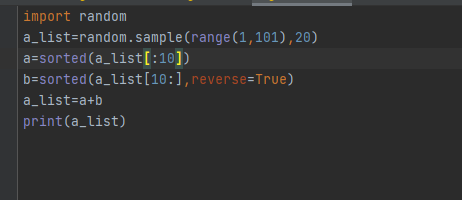 import random
a_list=random.sample(range(1,101),20)
a=sorted(a_list[:10])
b=sorted(a_list[10:],reverse=True)
a_list=a+b
print(a_list)